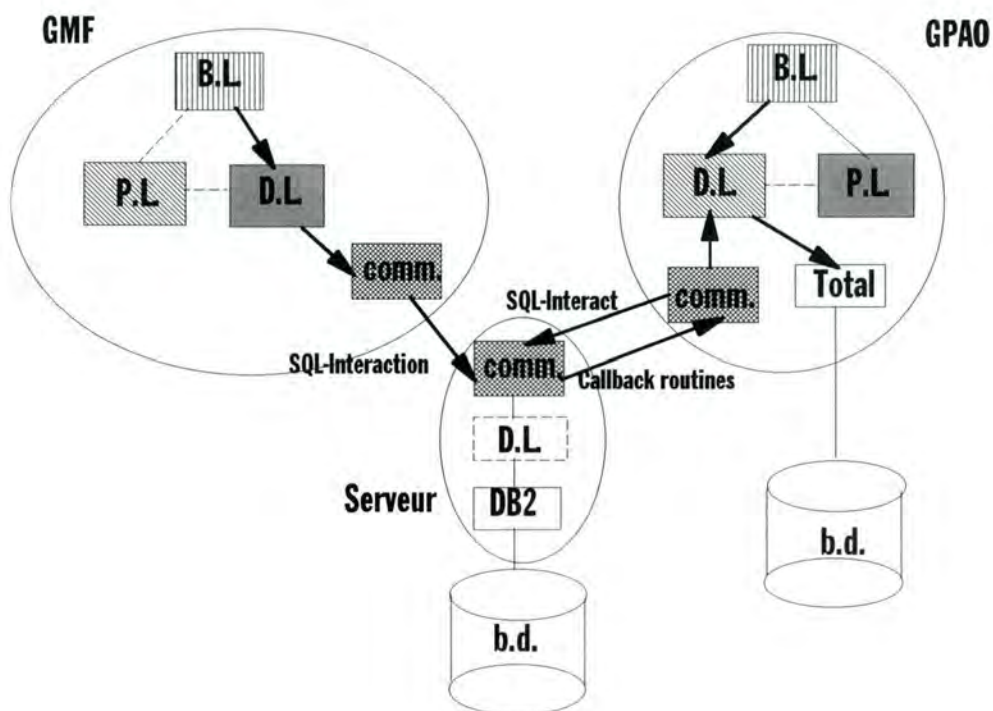 GMF
GPAO
B.L.
B.L.
P.L.
D.L.
D.L.
P.L.
comm.
SQL-Interact
comm.
Total
SQL-Interaction
comm.
Callback routines
D.L.
Serveur
DB2
b.d.
b.d.